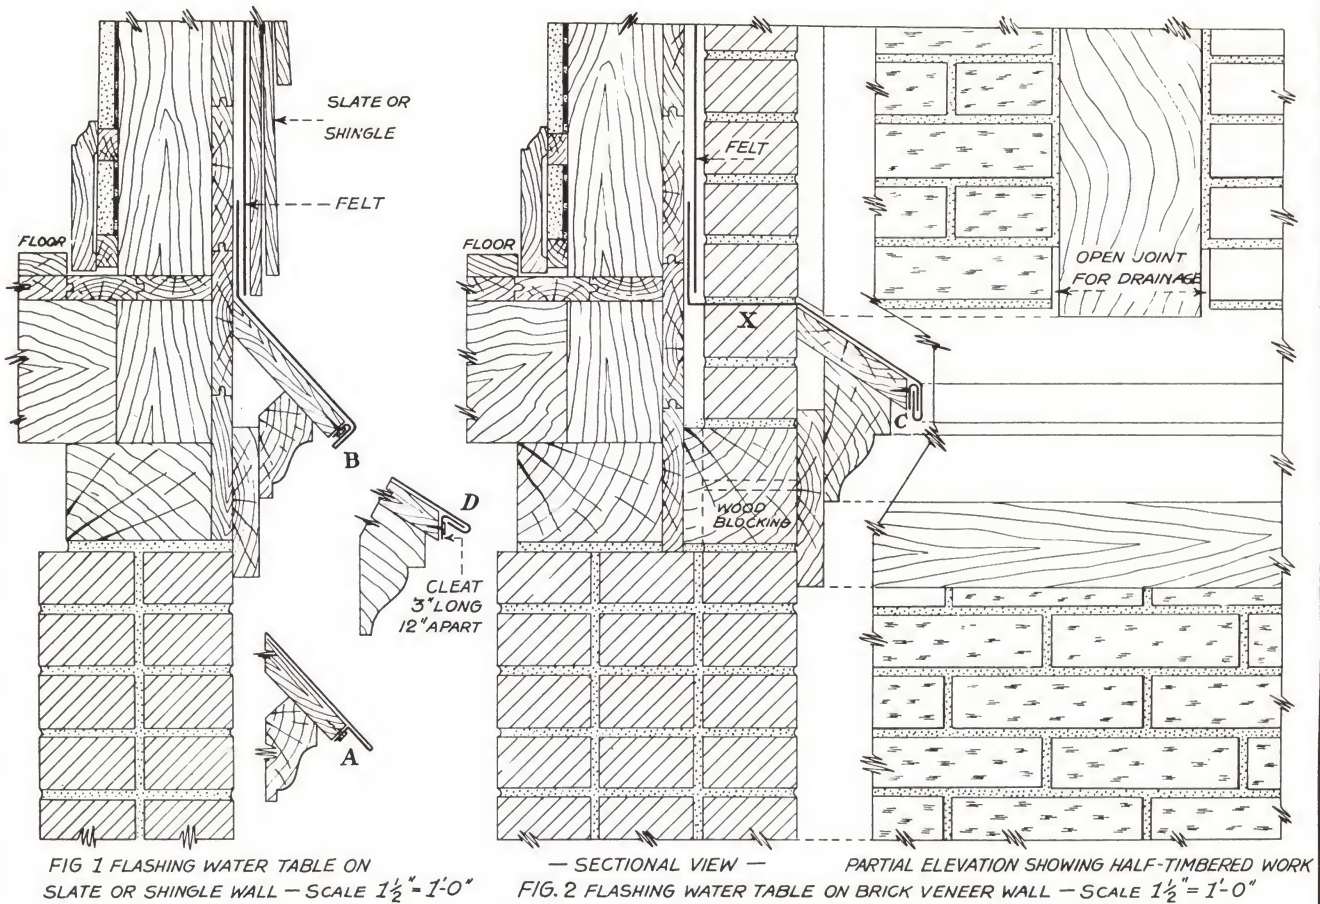 SLATE OR
SHINGLE
FELT
FLOOR
B
D
CLEAT
3" LONG
12" APART
A
FELT
FLOOR
X
C
WOOD
BLOCKING
OPEN JOINT
FOR DRAINAGE
FIG 1 FLASHING WATER TABLE ON
SLATE OR SHINGLE WALL — SCALE 1½" = 1'-0"
— SECTIONAL VIEW —
PARTIAL ELEVATION SHOWING HALF-TIMBERED WORK
FIG. 2 FLASHING WATER TABLE ON BRICK VENEER WALL — SCALE 1½" = 1'-0"